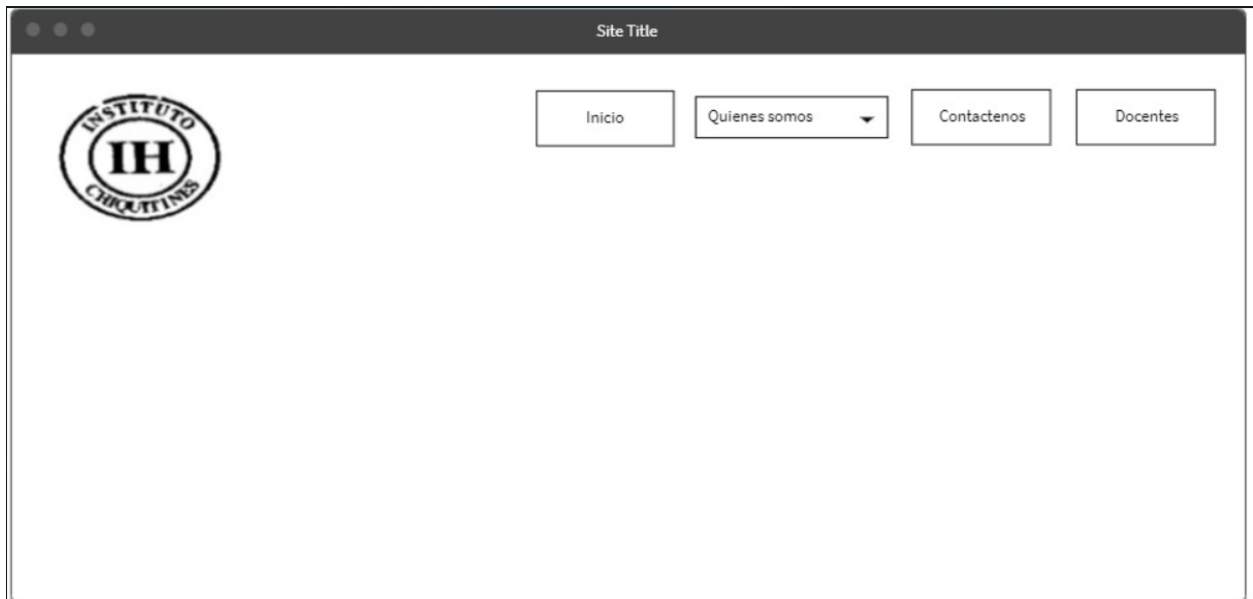 Site Title
INSTITUTO
IH
CHIQUITINES
Inicio
Quienes somos
Contactenos
Docentes